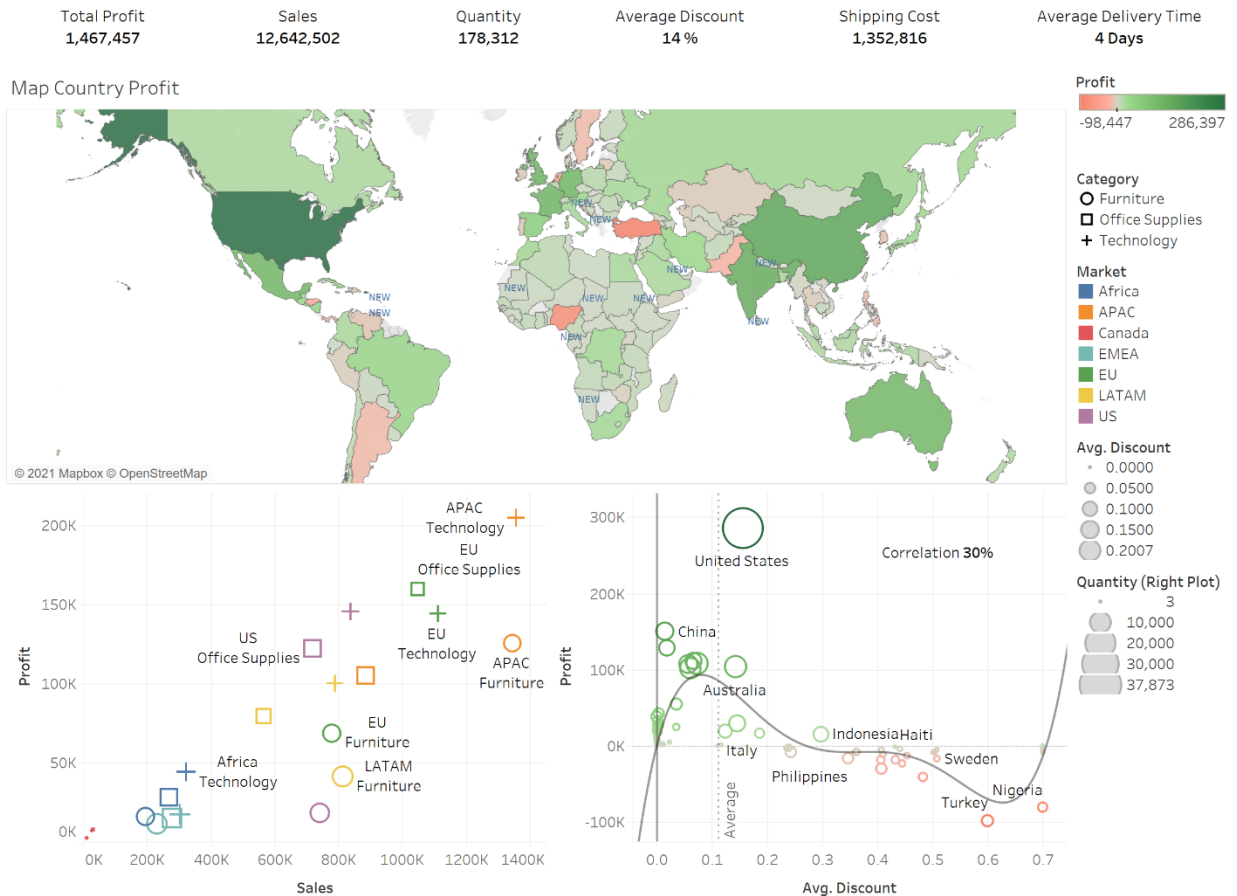 Total Profit
1,467,457
Sales
12,642,502
Quantity
178,312
Average Discount
14 %
Shipping Cost
1,352,816
Average Delivery Time
4 Days
Map Country Profit
NEW
NEW
NEW
NEW
NEW
NEW
NEW
NEW
NEW
NEW
NEW
NEW
© 2021 Mapbox © OpenStreetMap
Profit
-98,447
286,397
Category
Furniture
Office Supplies
Technology
Market
Africa
APAC
Canada
EMEA
EU
LATAM
US
Avg. Discount
0.0000
0.0500
0.1000
0.1500
0.2007
Quantity (Right Plot)
3
10,000
20,000
30,000
37,873
Profit
200K
150K
100K
50K
0K
APAC
Technology
EU
Office Supplies
US
Office Supplies
EU
Technology
APAC
Furniture
EU
Furniture
LATAM
Furniture
Africa
Technology
0K
200K
400K
600K
800K
1000K
1200K
1400K
Sales
Profit
300K
200K
100K
0K
-100K
United States
Correlation 30%
China
Australia
Italy
Indonesia
Haiti
Philippines
Sweden
Nigeria
Turkey
Average
0.0
0.1
0.2
0.3
0.4
0.5
0.6
0.7
Avg. Discount